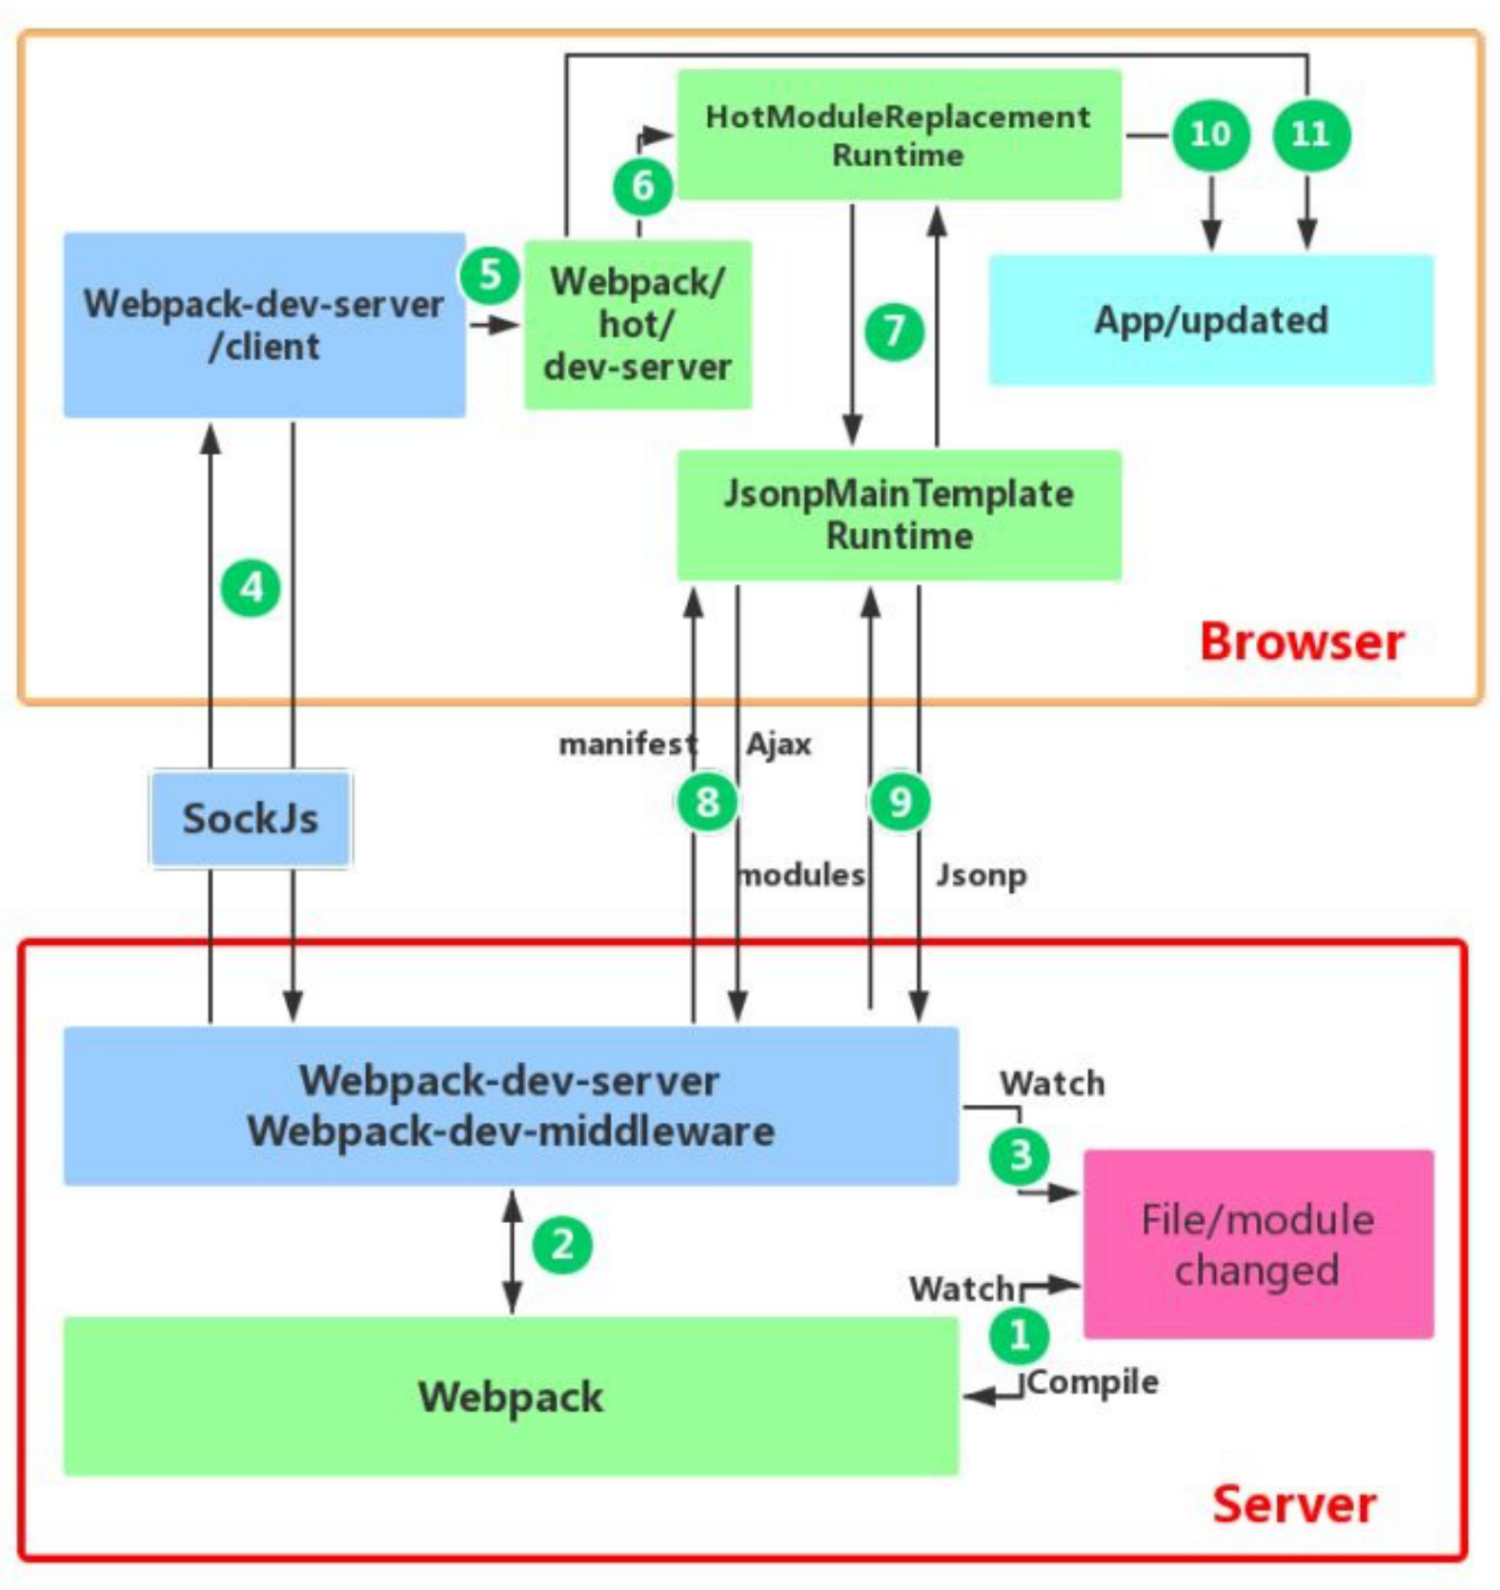 HotModuleReplacement
Runtime
10
11
6
5
Webpack-dev-server
/client
Webpack/
hot/
dev-server
7
App/updated
JsonpMainTemplate
Runtime
4
Browser
manifest
Ajax
SockJs
8
9
modules
Jsonp
Webpack-dev-server
Webpack-dev-middleware
Watch
3
File/module
changed
2
Watch
1
Compile
Webpack
Server